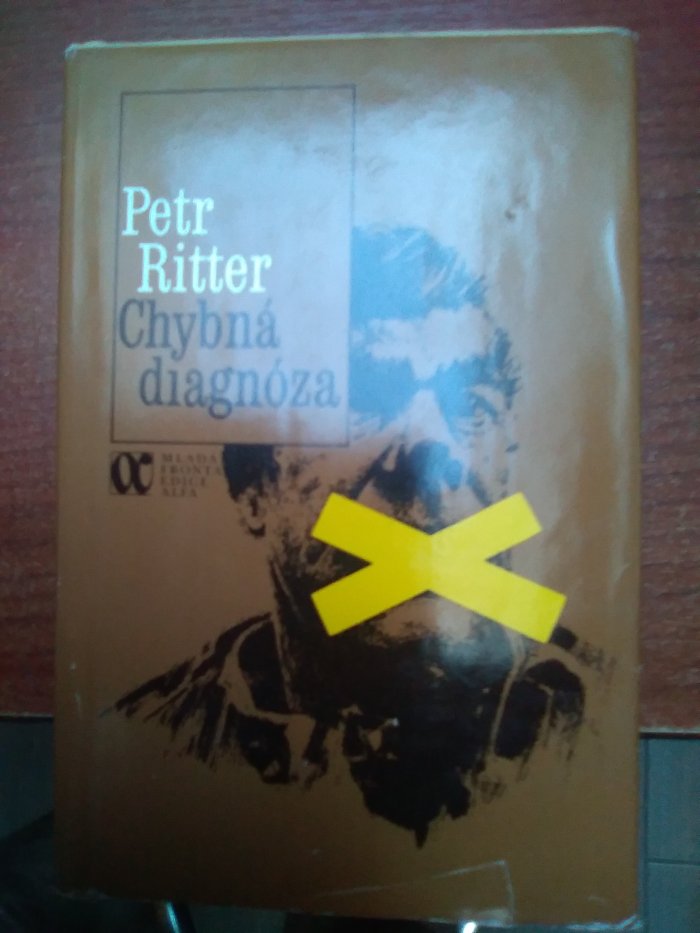 Petr
Ritter
Chybná
diagnóza
MLADÁ
FRONTA
EDICE
ALFA